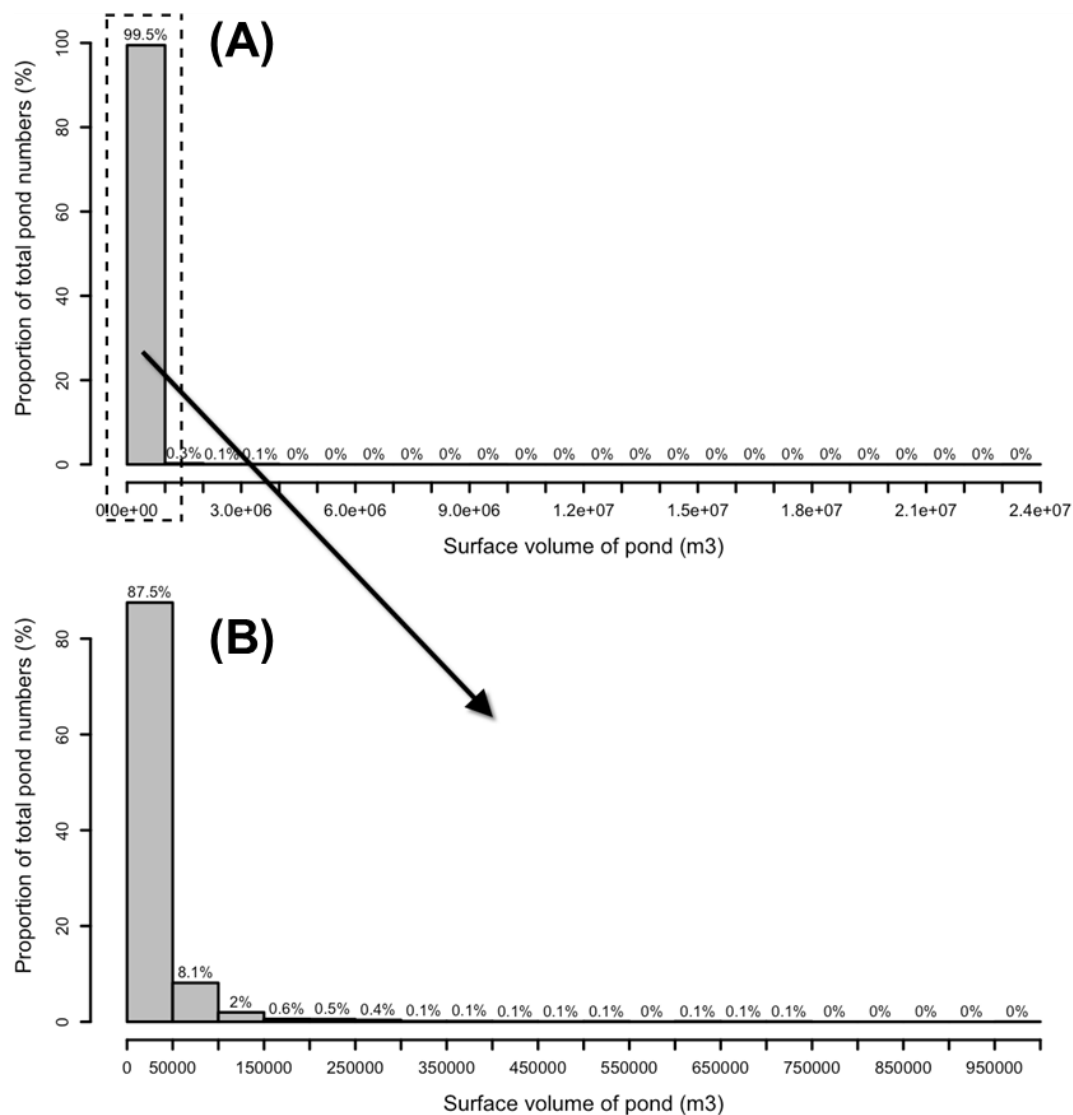 (A)
Proportion of total pond numbers (%)
100
80
60
40
20
0
99.5% 0.3% 0.1% 0.1% 0% 0% 0% 0% 0% 0% 0% 0% 0% 0% 0% 0% 0% 0% 0% 0% 0% 0% 0% 0%
0.0e+00 3.0e+06 6.0e+06 9.0e+06 1.2e+07 1.5e+07 1.8e+07 2.1e+07 2.4e+07
Surface volume of pond (m3)
(B)
Proportion of total pond numbers (%)
80
60
40
20
0
87.5% 8.1% 2% 0.6% 0.5% 0.4% 0.1% 0.1% 0.1% 0.1% 0.1% 0% 0.1% 0.1% 0.1% 0% 0% 0% 0% 0%
0 50000 150000 250000 350000 450000 550000 650000 750000 850000 950000
Surface volume of pond (m3)